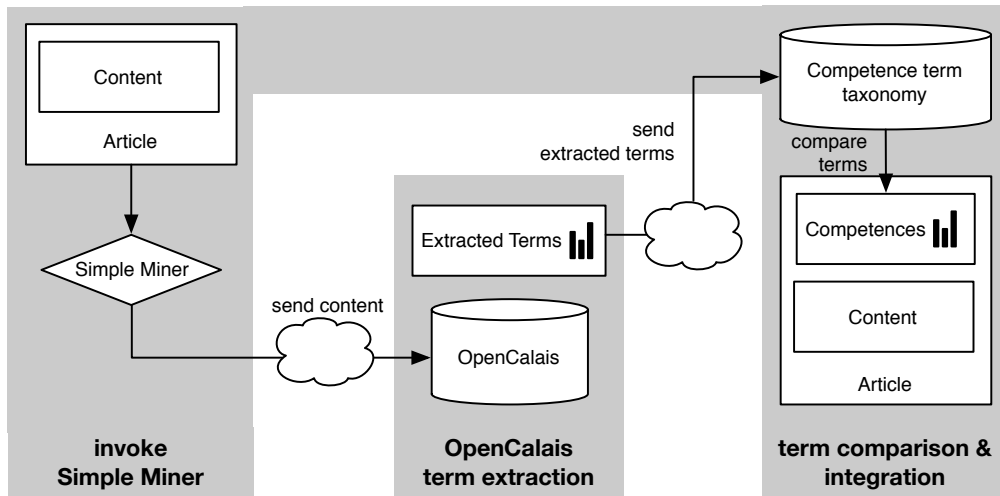 Content
Article
Simple Miner
send content
invoke
Simple Miner
Extracted Terms
OpenCalais
OpenCalais
term extraction
send
extracted terms
Competence term
taxonomy
compare
terms
Competences
Content
Article
term comparison &
integration